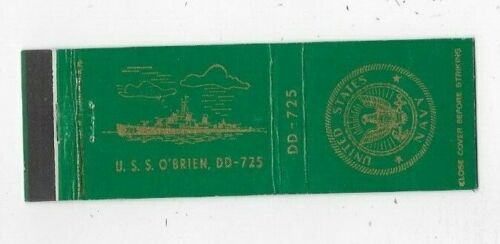 U. S. S. O'BRIEN, DD-725
DD-725
UNITED STATES NAVY
CLOSE COVER BEFORE STRIKING